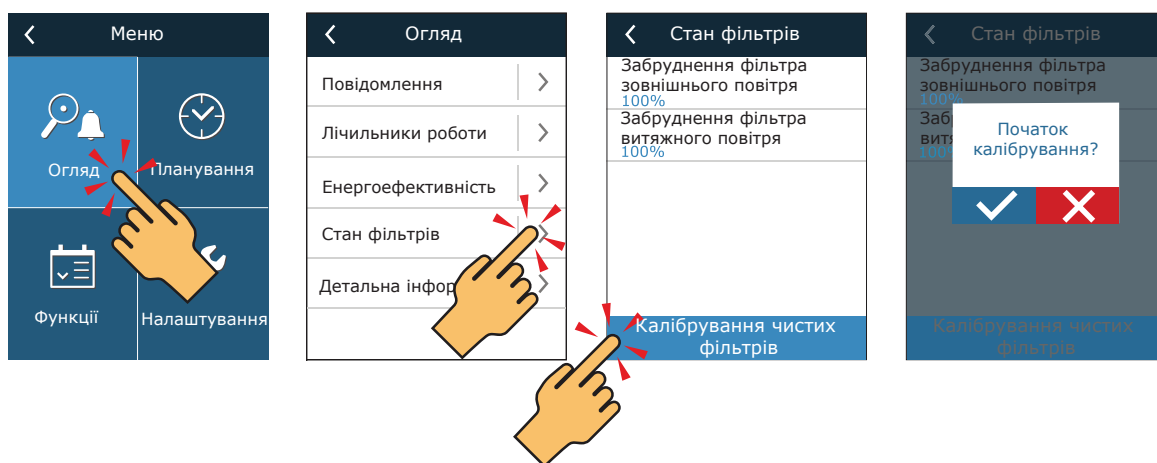 Меню
Огляд
Планування
Функції
Налаштування
Огляд
Повідомлення
Лічильники роботи
Енергоефективність
Стан фільтрів
Детальна інфор
Стан фільтрів
Забруднення фільтра
зовнішнього повітря
100%
Забруднення фільтра
витяжного повітря
100%
Калібрування чистих
фільтрів
Стан фільтрів
Забруднення фільтра
зовнішнього повітря
100%
Заб
витя
100%
Початок
калібрування?
Калібрування чистих
фільтрів